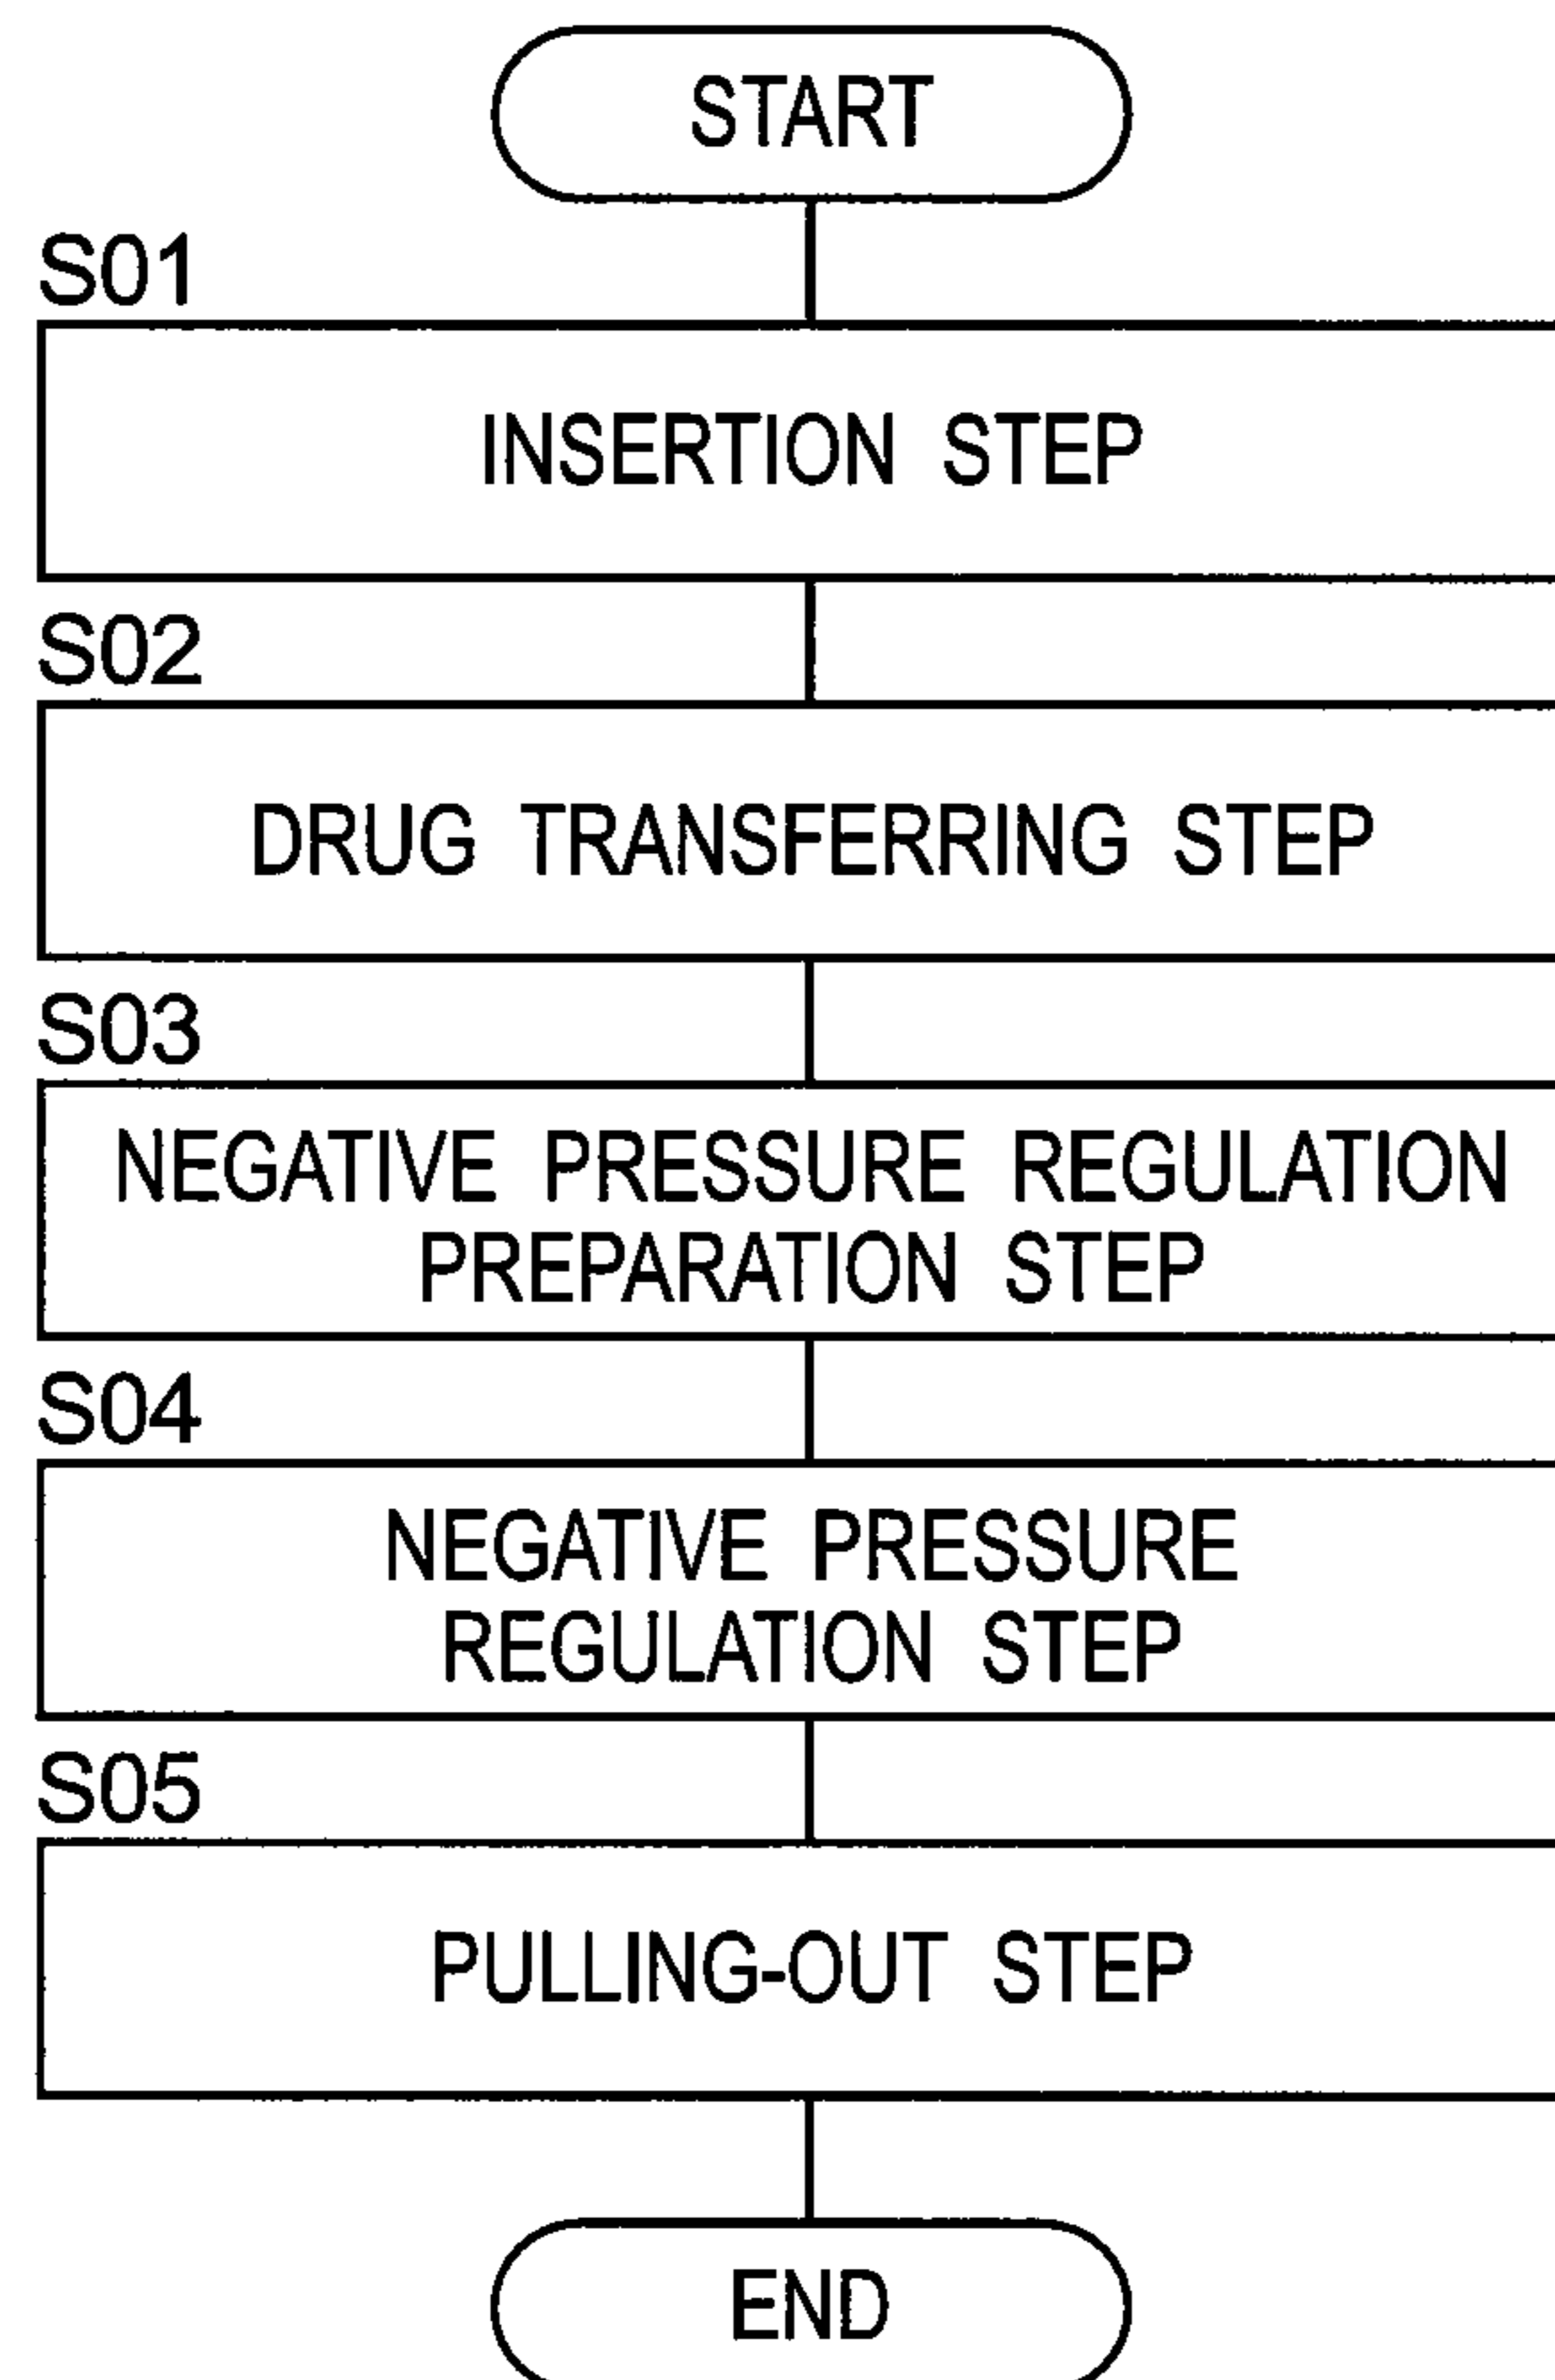 START
S01
INSERTION STEP
S02
DRUG TRANSFERRING STEP
S03
NEGATIVE PRESSURE REGULATION
PREPARATION STEP
S04
NEGATIVE PRESSURE
REGULATION STEP
S05
PULLING-OUT STEP
END